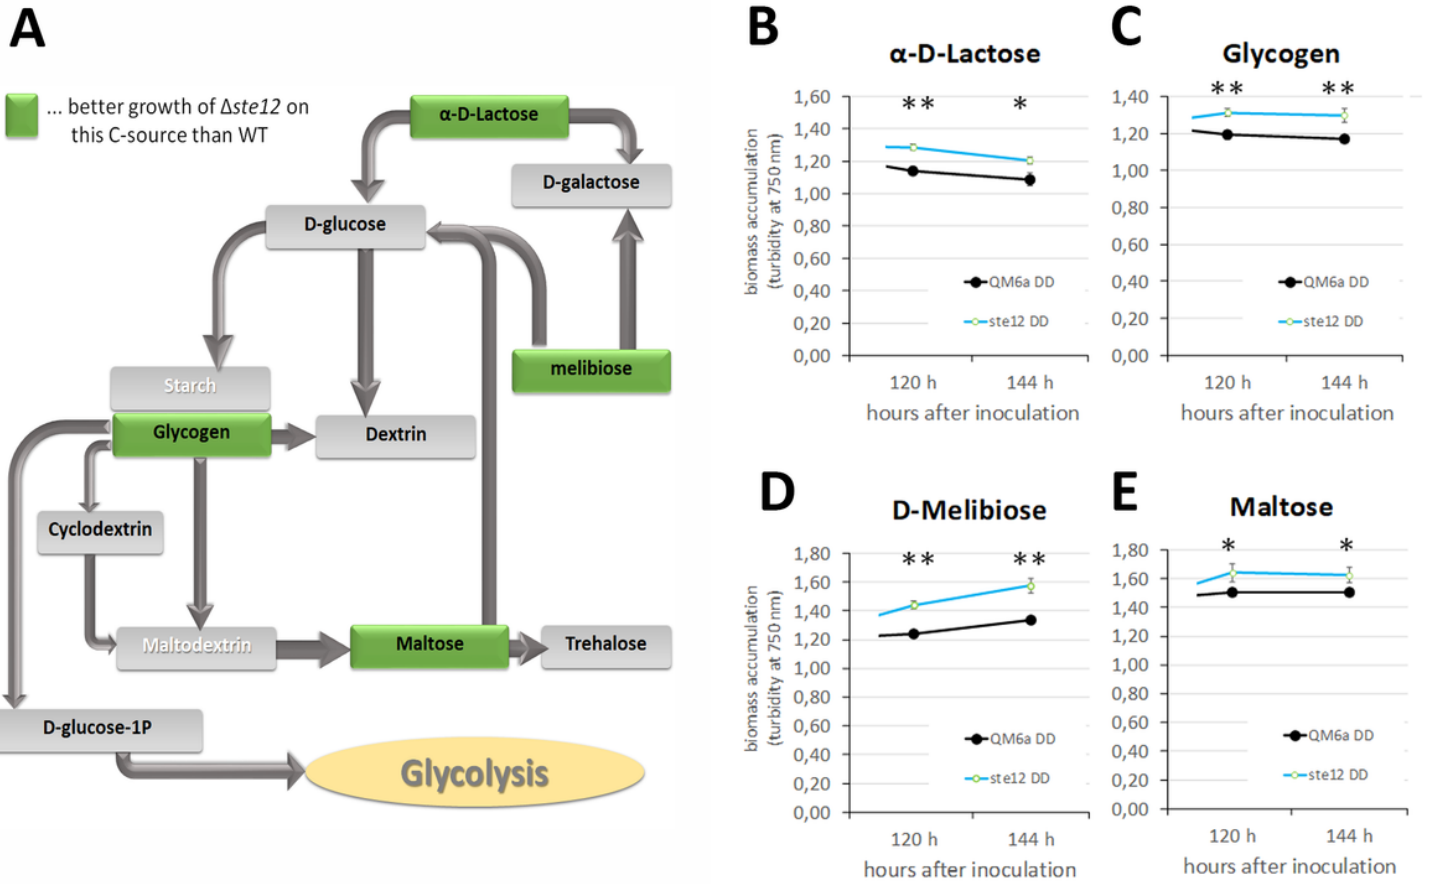 A
... better growth of Δste12 on
this C-source than WT
α-D-Lactose
D-galactose
D-glucose
melibiose
Starch
Glycogen
Dextrin
Cyclodextrin
Maltodextrin
Maltose
Trehalose
D-glucose-1P
Glycolysis
B
α-D-Lactose
biomass accumulation
(turbidity at 750 nm)
1,60
1,40
1,20
1,00
0,80
0,60
0,40
0,20
0,00
** *
QM6a DD
ste12 DD
120 h 144 h
hours after inoculation
C
Glycogen
1,40
1,20
1,00
0,80
0,60
0,40
0,20
0,00
** **
QM6a DD
ste12 DD
120 h 144 h
hours after inoculation
D
D-Melibiose
biomass accumulation
(turbidity at 750 nm)
1,80
1,60
1,40
1,20
1,00
0,80
0,60
0,40
0,20
0,00
** **
QM6a DD
ste12 DD
120 h 144 h
hours after inoculation
E
Maltose
1,80
1,60
1,40
1,20
1,00
0,80
0,60
0,40
0,20
0,00
* *
QM6a DD
ste12 DD
120 h 144 h
hours after inoculation